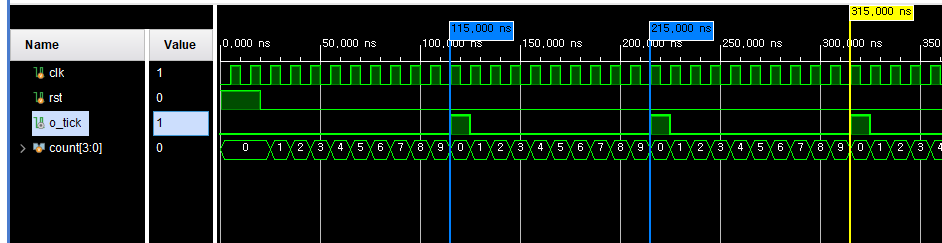 115,000 ns 215,000 ns 315,000 ns
Name Value 0,000 ns 50,000 ns 100,000 ns 150,000 ns 200,000 ns 250,000 ns 300,000 ns 350
clk 1
rst 0
o_tick 1
count[3:0] 0 0 1 2 3 4 5 6 7 8 9 0 1 2 3 4 5 6 7 8 9 0 1 2 3 4 5 6 7 8 9 0 1 2 3 4